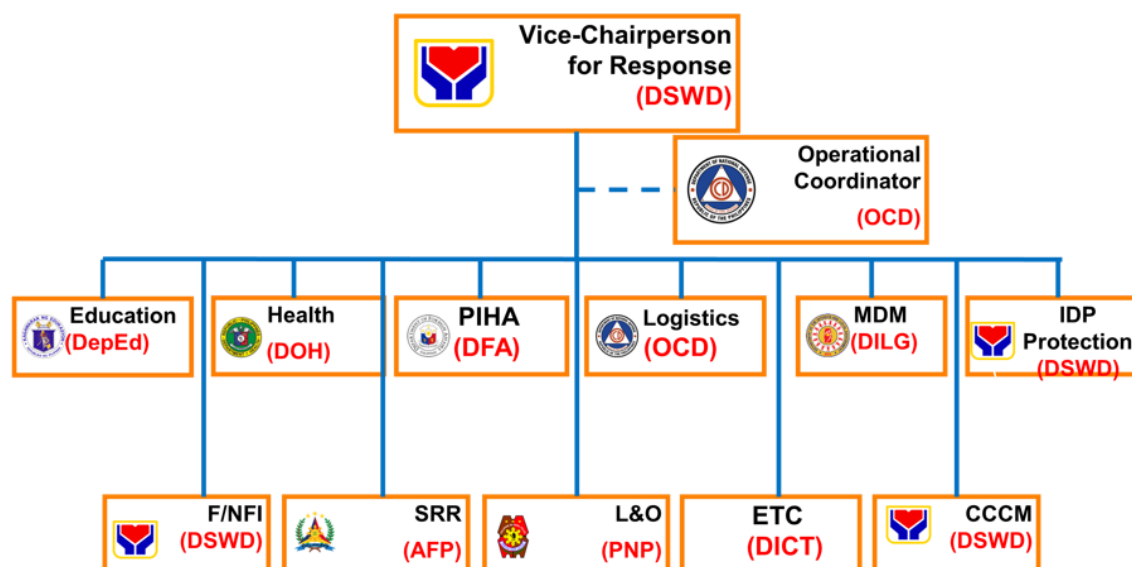 Vice-Chairperson
for Response
(DSWD)
Operational
Coordinator
(OCD)
Education
(DepEd)
Health
(DOH)
PIHA
(DFA)
Logistics
(OCD)
MDM
(DILG)
IDP
Protection
(DSWD)
F/NFI
(DSWD)
SRR
(AFP)
L&O
(PNP)
ETC
(DICT)
CCCM
(DSWD)